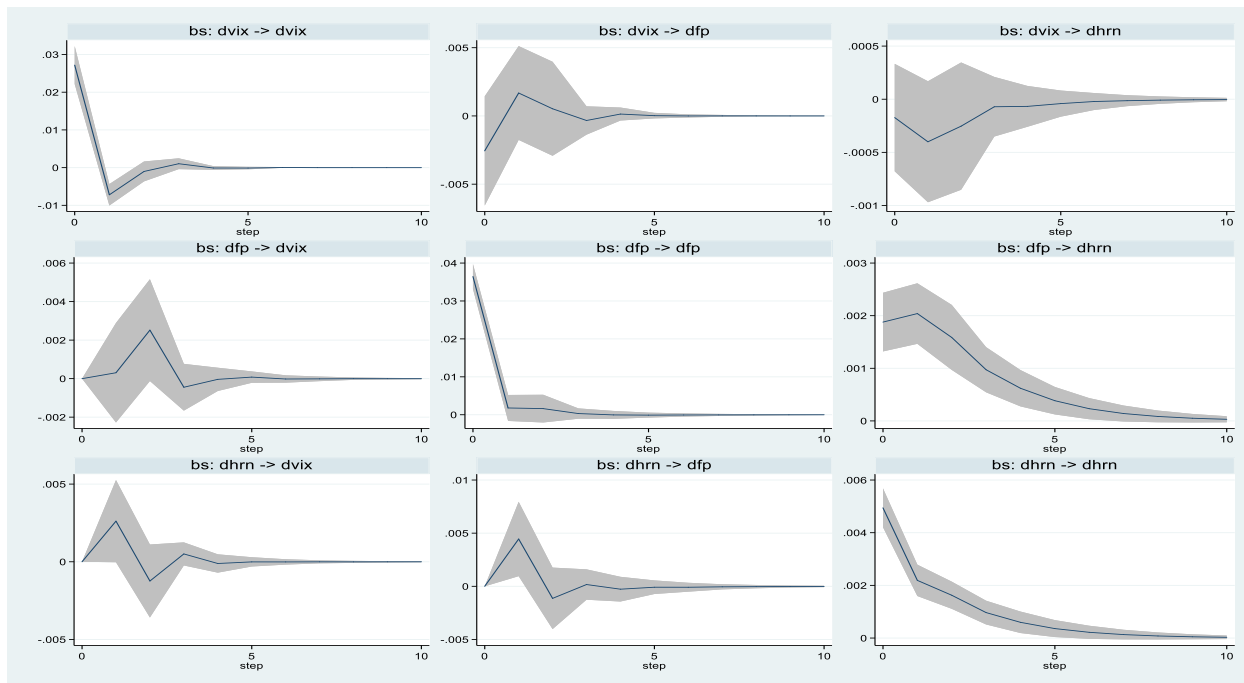 bs: dvix -> dvix
.03
.02
.01
0
-.01
0 5 10
step
bs: dvix -> dfp
.005
0
-.005
0 5 10
step
bs: dvix -> dhrn
.0005
0
-.0005
-.001
0 5 10
step
bs: dfp -> dvix
.006
.004
.002
0
-.002
0 5 10
step
bs: dfp -> dfp
.04
.03
.02
.01
0
0 5 10
step
bs: dfp -> dhrn
.003
.002
.001
0
0 5 10
step
bs: dhrn -> dvix
.005
0
-.005
0 5 10
step
bs: dhrn -> dfp
.01
.005
0
-.005
0 5 10
step
bs: dhrn -> dhrn
.006
.004
.002
0
0 5 10
step